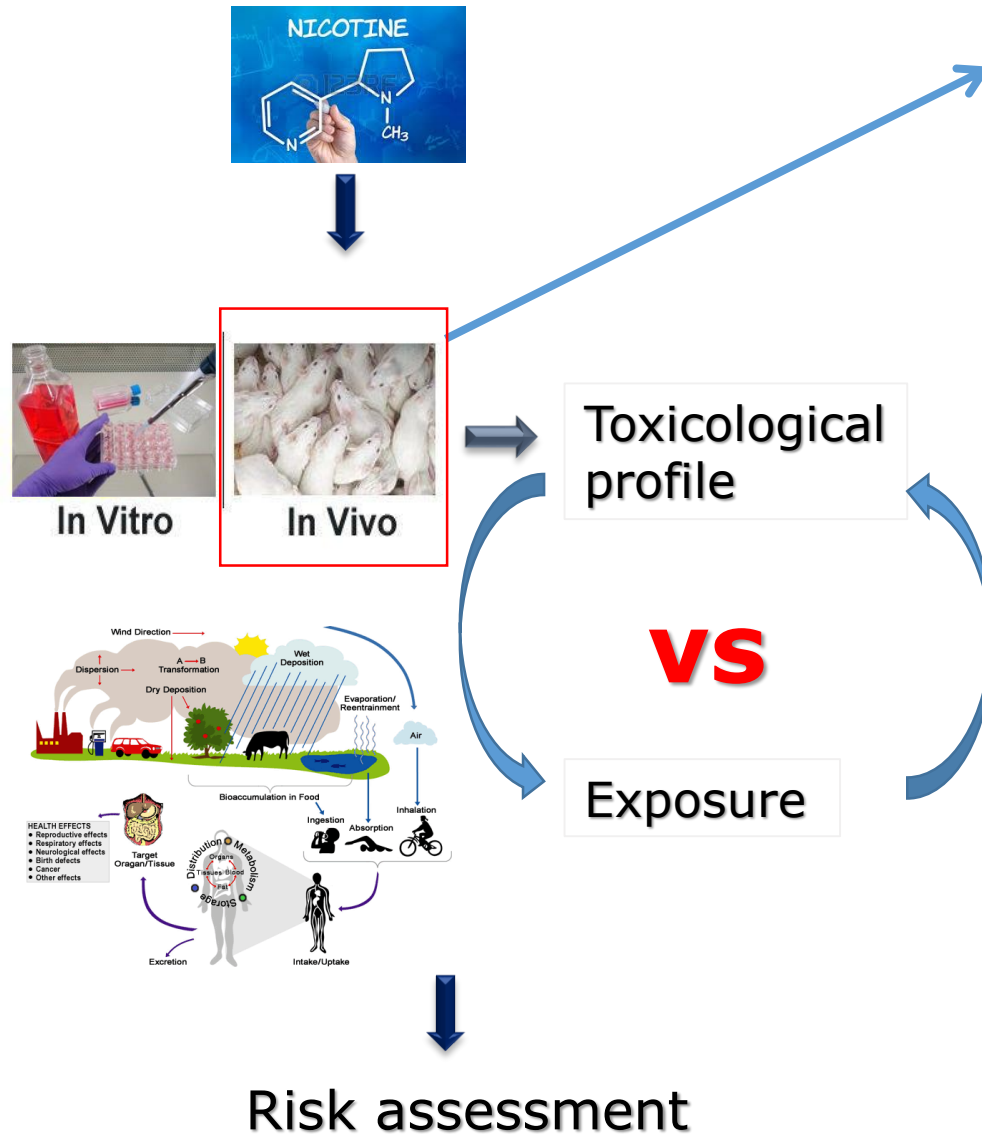 NICOTINE
N
CH3
N
In Vitro
In Vivo
Toxicological
profile
vs
Exposure
Wind Direction
Dispersion
A B
Transformation
Wet
Deposition
Dry Deposition
Evaporation/
Reentrainment
Air
Bioaccumulation in Food
Ingestion
Absorption
Inhalation
HEALTH EFFECTS
● Reproductive effects
● Respiratory effects
● Neurological effects
● Birth defects
● Cancer
● Other effects
Target
Oragan/Tissue
Distribution
Metabolism
Storage
Organs
Tissues Blood
Fat
Excretion
Intake/Uptake
Risk assessment